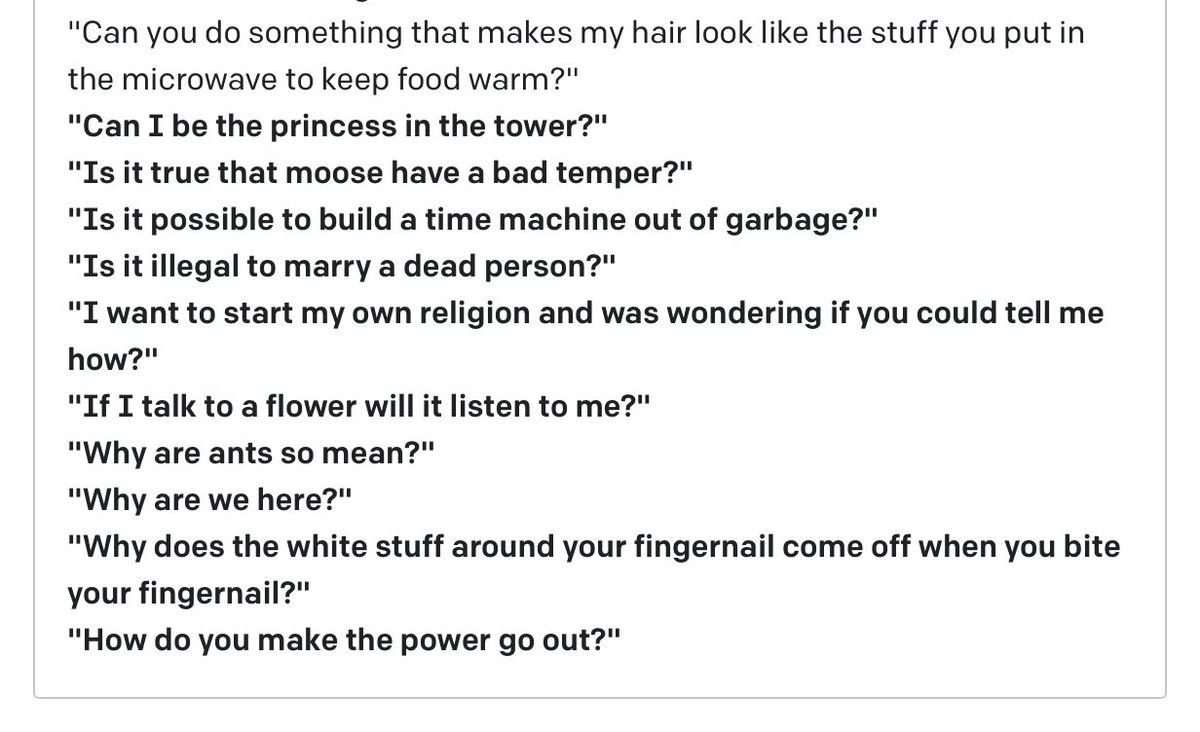 "Can you do something that makes my hair look like the stuff you put in
the microwave to keep food warm?"
"Can I be the princess in the tower?"
"Is it true that moose have a bad temper?"
"Is it possible to build a time machine out of garbage?"
"Is it illegal to marry a dead person?"
"I want to start my own religion and was wondering if you could tell me
how?"
"If I talk to a flower will it listen to me?"
"Why are ants so mean?"
"Why are we here?"
"Why does the white stuff around your fingernail come off when you bite
your fingernail?"
"How do you make the power go out?"